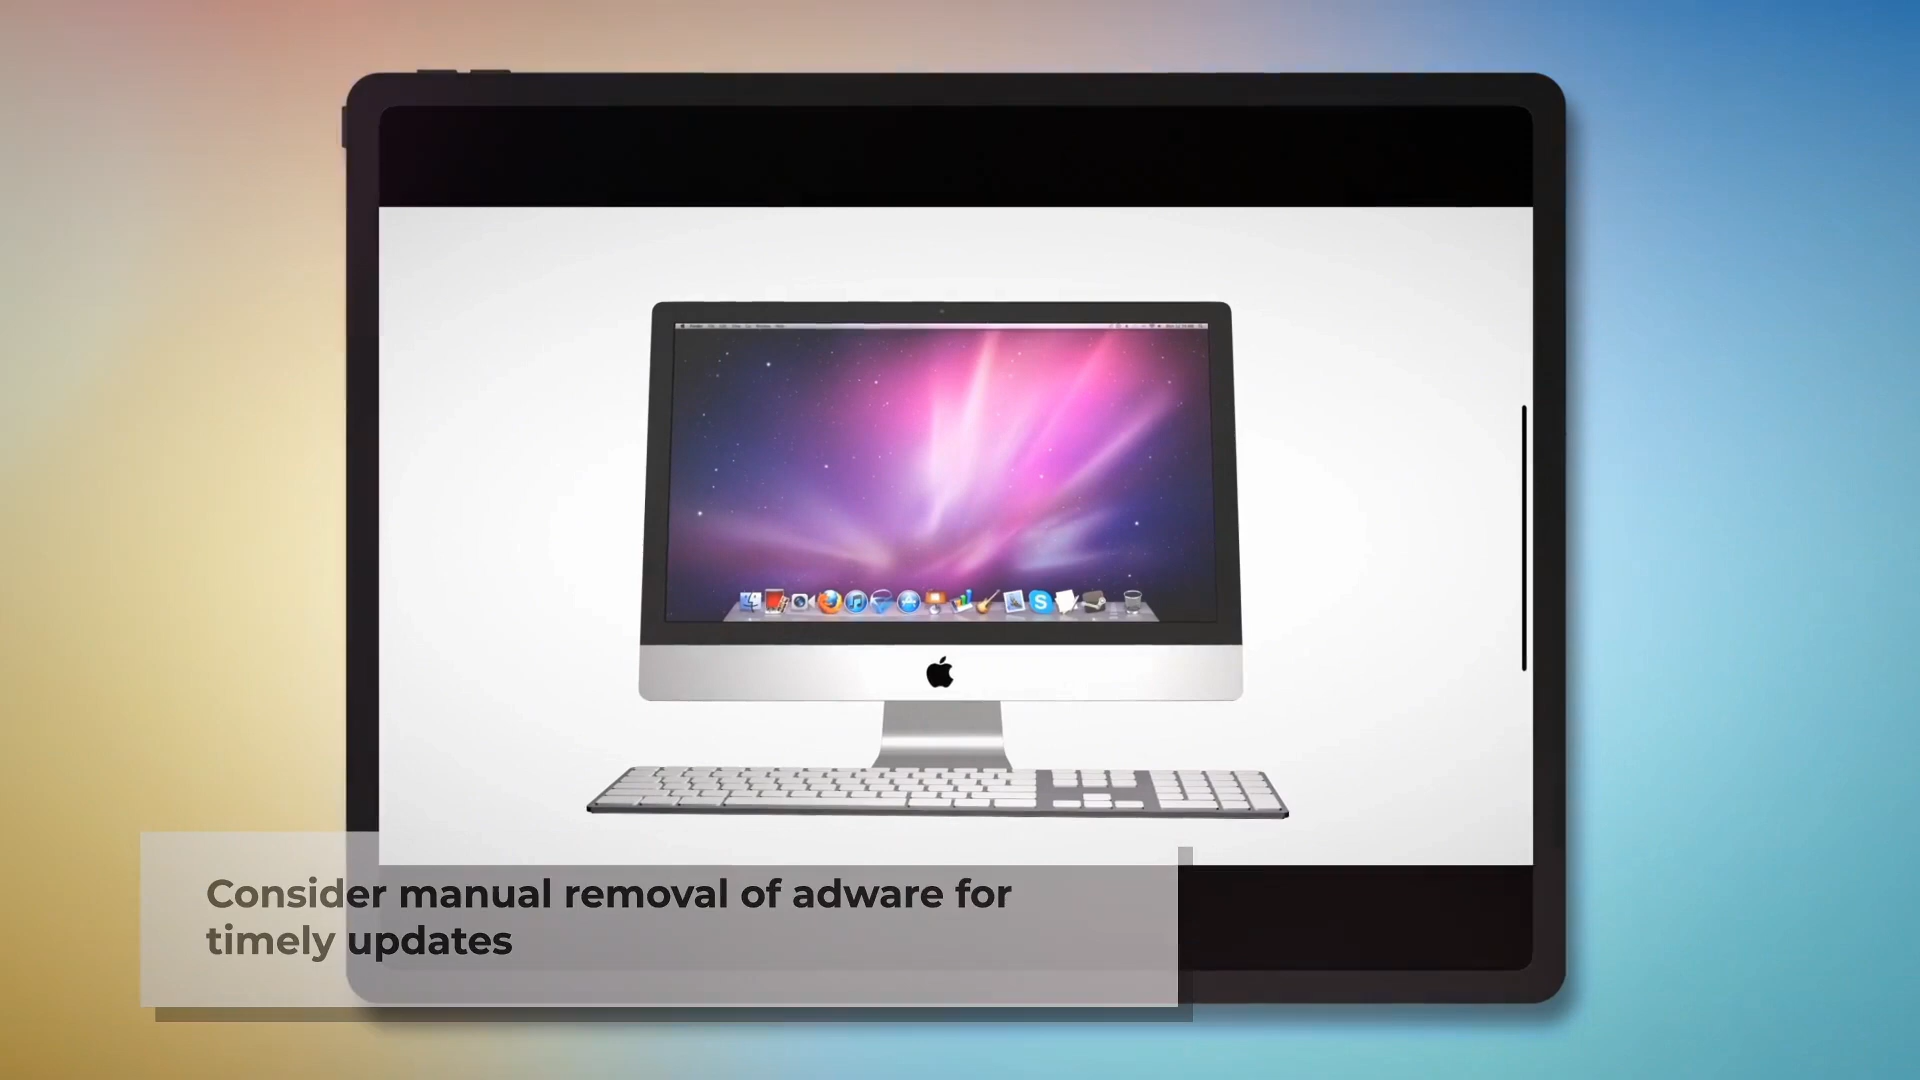 Consider manual removal of adware for
timely updates